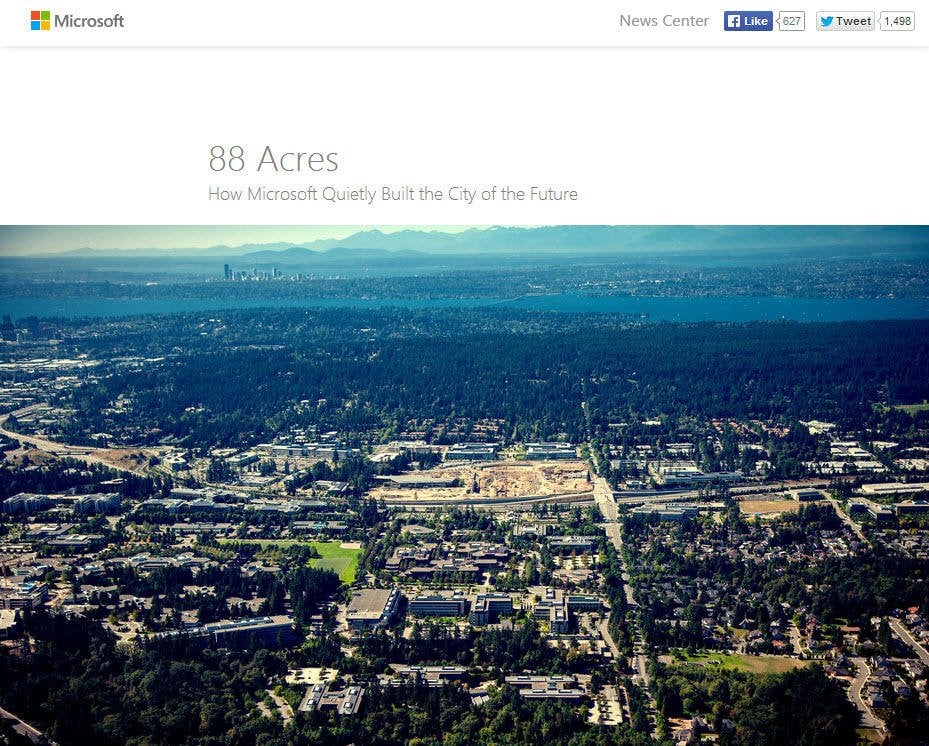 Microsoft News Center Like 627 Tweet 1,498
88 Acres
How Microsoft Quietly Built the City of the Future